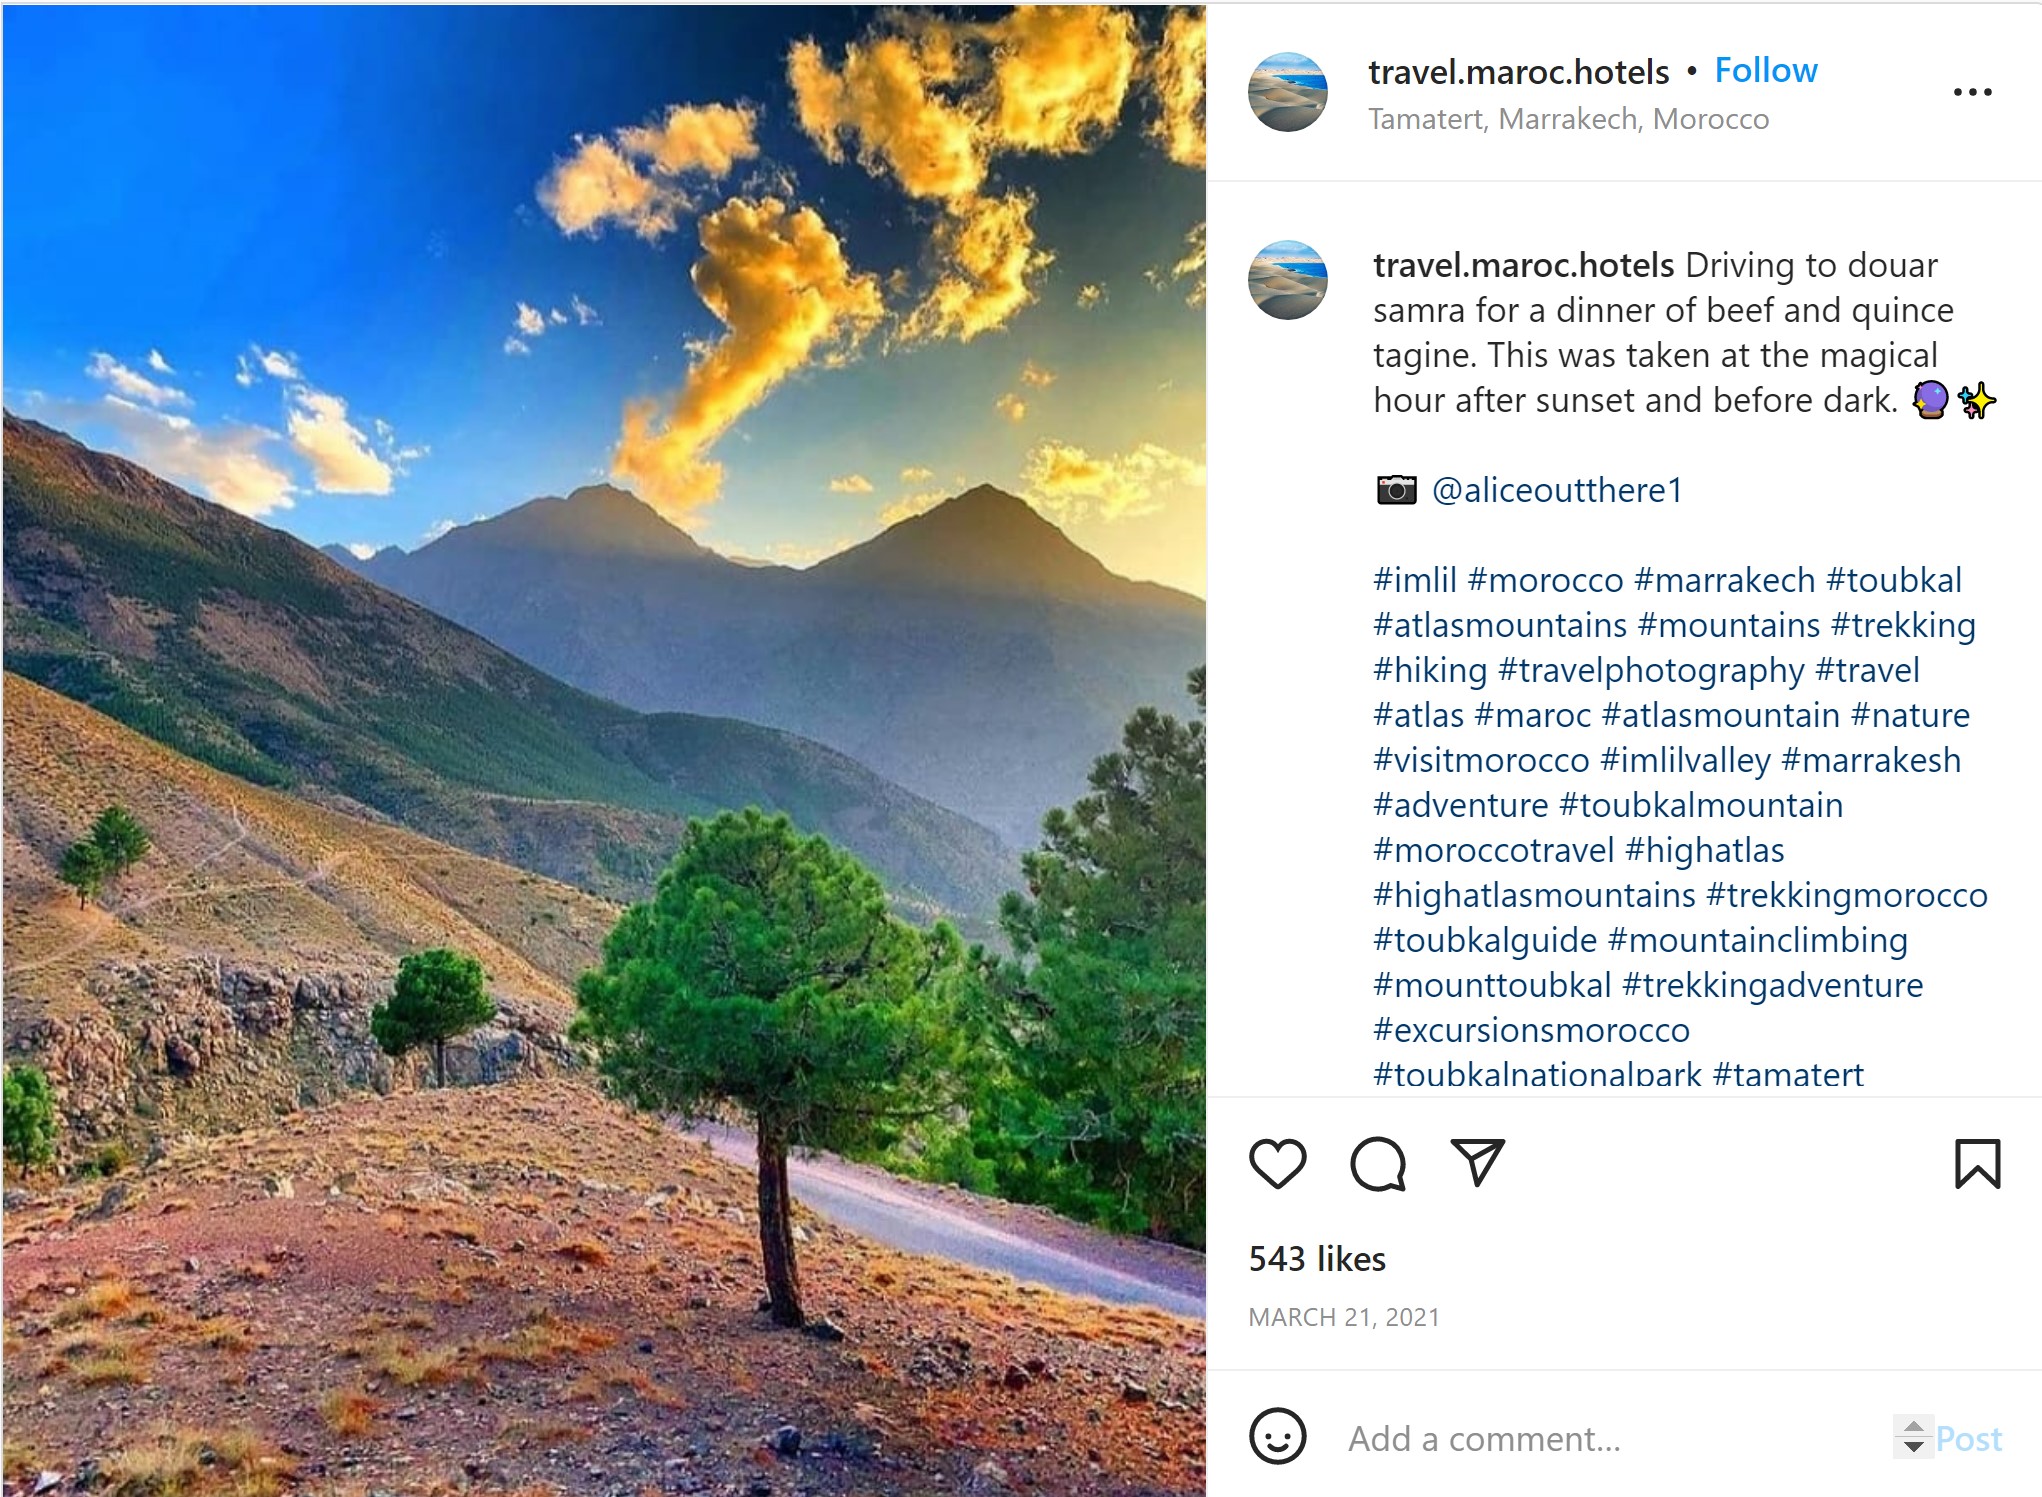 travel.maroc.hotels • Follow
Tamatert, Marrakech, Morocco
travel.maroc.hotels Driving to douar
samra for a dinner of beef and quince
tagine. This was taken at the magical
hour after sunset and before dark. 🔮✨
📷 @aliceoutthere1
#imlil #morocco #marrakech #toubkal
#atlasmountains #mountains #trekking
#hiking #travelphotography #travel
#atlas #maroc #atlasmountain #nature
#visitmorocco #imlilvalley #marrakesh
#adventure #toubkalmountain
#moroccotravel #highatlas
#highatlasmountains #trekkingmorocco
#toubkalguide #mountainclimbing
#mounttoubkal #trekkingadventure
#excursionsmorocco
#toubkalnationalpark #tamatert
543 likes
MARCH 21, 2021
Add a comment... Post